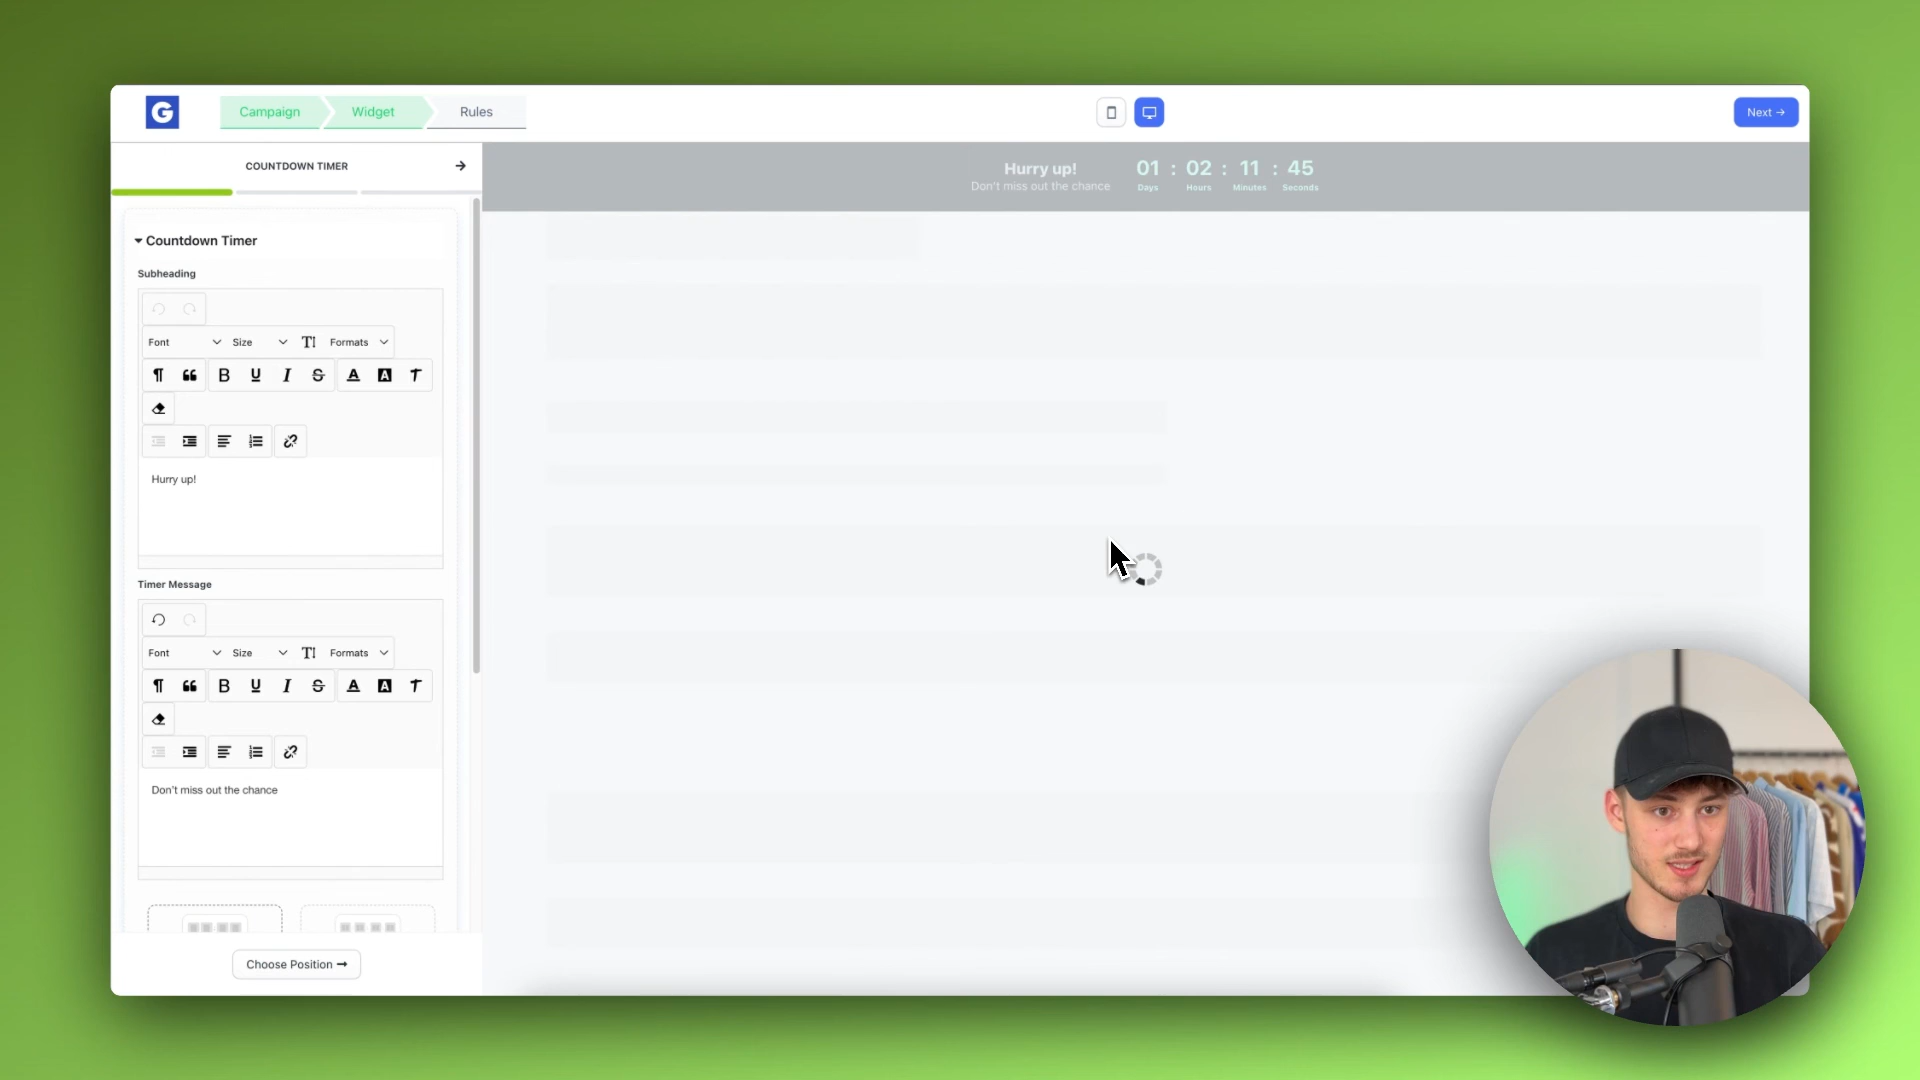 G
Campaign
Widget
Rules
Next →
COUNTDOWN TIMER
Hurry up!
Don't miss out the chance
01 : 02 : 11 : 45
Days Hours Minutes Seconds
Countdown Timer
Subheading
Font Size Formats
Hurry up!
Timer Message
Font Size Formats
Don't miss out the chance
Choose Position →